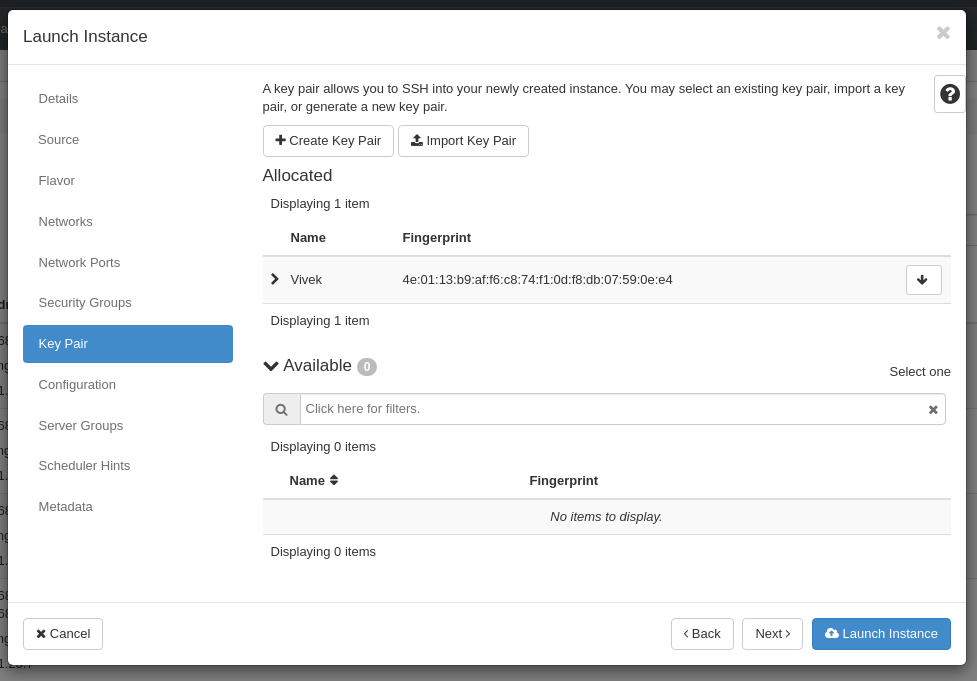 Launch Instance
Details
Source
Flavor
Networks
Network Ports
Security Groups
Key Pair
Configuration
Server Groups
Scheduler Hints
Metadata
A key pair allows you to SSH into your newly created instance. You may select an existing key pair, import a key
pair, or generate a new key pair.
Create Key Pair Import Key Pair
Allocated
Displaying 1 item
Name Fingerprint
Vivek 4e:01:13:b9:af:f6:c8:74:f1:0d:f8:db:07:59:0e:e4
Displaying 1 item
Available 0
Select one
Click here for filters.
Displaying 0 items
Name Fingerprint
No items to display.
Displaying 0 items
Cancel
Back Next Launch Instance